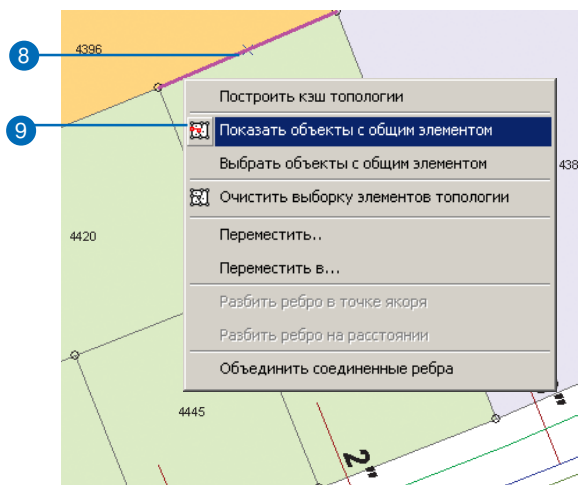 8
4396
Построить кэш топологии
9
Показать объекты с общим элементом
Выбрать объекты с общим элементом
438
Очистить выборку элементов топологии
4420
Переместить..
Переместить в...
Разбить ребро в точке якоря
Разбить ребро на расстоянии
Объединить соединенные ребра
4445
2"